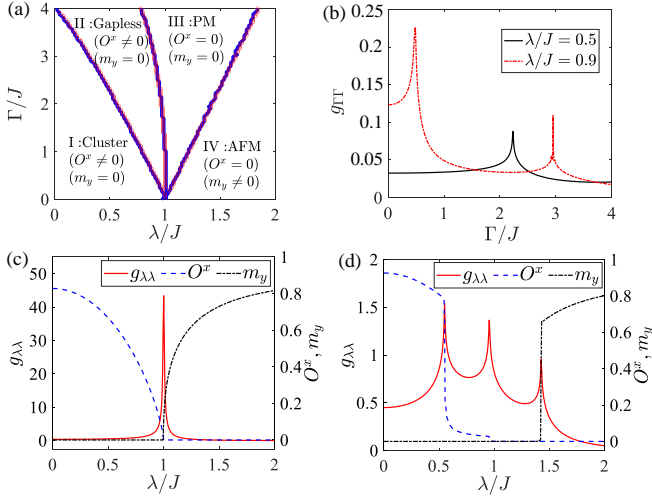 (a)
4
3
2
1
0
Γ/J
II :Gapless
(O^x ≠ 0)
(m_y = 0)
III :PM
(O^x = 0)
(m_y = 0)
I :Cluster
(O^x ≠ 0)
(m_y = 0)
IV :AFM
(O^x = 0)
(m_y ≠ 0)
0 0.5 1 1.5 2
λ/J
(b)
0.25
0.20
0.15
0.10
0.05
0
g_ΓΓ
λ/J = 0.5
λ/J = 0.9
0 1 2 3 4
Γ/J
(c)
50
40
30
20
10
0
g_λλ
g_λλ O^x m_y
1
0.8
0.6
0.4
0.2
0
O^x, m_y
0 0.5 1 1.5 2
λ/J
(d)
2
1.5
1
0.5
0
g_λλ
g_λλ O^x m_y
1
0.8
0.6
0.4
0.2
0
O^x, m_y
0 0.5 1 1.5 2
λ/J